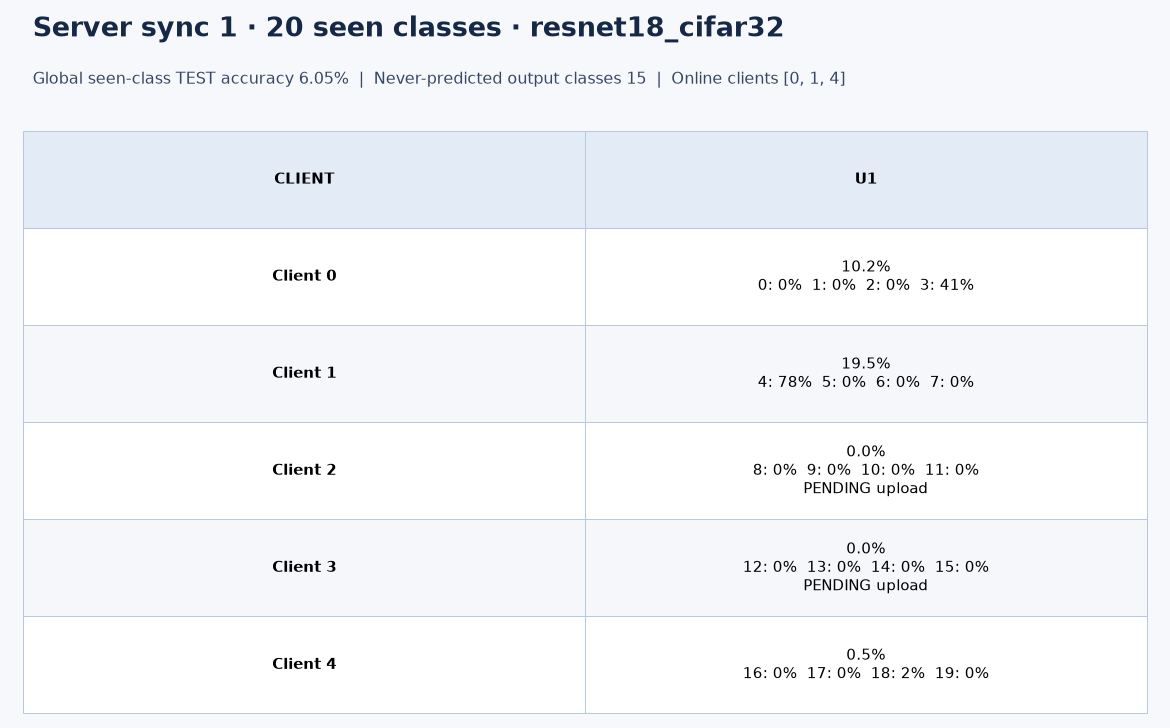 Server sync 1 · 20 seen classes · resnet18_cifar32
Global seen-class TEST accuracy 6.05%  |  Never-predicted output classes 15  |  Online clients [0, 1, 4]
CLIENT
U1
Client 0
10.2%
0: 0%  1: 0%  2: 0%  3: 41%
Client 1
19.5%
4: 78%  5: 0%  6: 0%  7: 0%
Client 2
0.0%
8: 0%  9: 0%  10: 0%  11: 0%
PENDING upload
Client 3
0.0%
12: 0%  13: 0%  14: 0%  15: 0%
PENDING upload
Client 4
0.5%
16: 0%  17: 0%  18: 2%  19: 0%